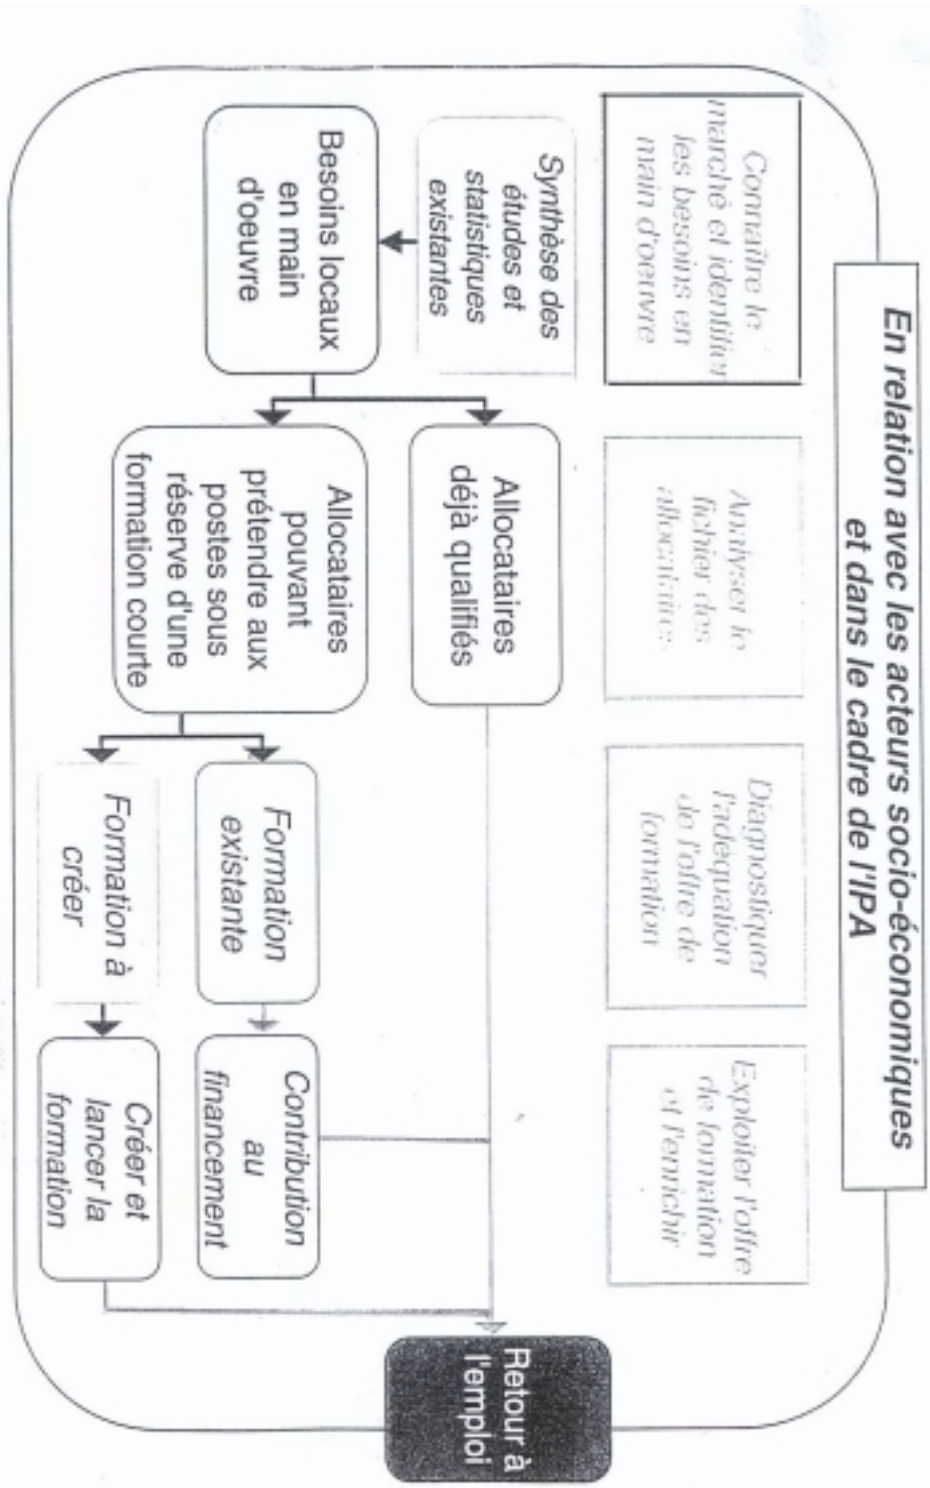 En relation avec les acteurs socio-économiques
et dans le cadre de l'IPA
Connaître le
marché et identifier
les besoins en
main d'oeuvre
Analyser le
fichier des
allocataires
Diagnostiquer
l'adéquation
de l'offre de
formation
Exploiter l'offre
de formation
et l'enrichir
Synthèse des
études et
statistiques
existantes
Besoins locaux
en main
d'oeuvre
Allocataires
déjà qualifiés
Allocataires
pouvant
prétendre aux
postes sous
réserve d'une
formation courte
Formation
existante
Formation à
créer
Contribution
au
financement
Créer et
lancer la
formation
Retour à
l'emploi